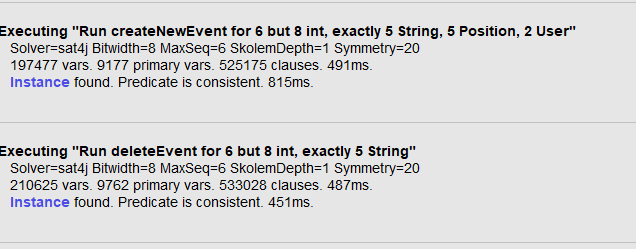 Executing "Run createNewEvent for 6 but 8 int, exactly 5 String, 5 Position, 2 User"
Solver=sat4j Bitwidth=8 MaxSeq=6 SkolemDepth=1 Symmetry=20
197477 vars. 9177 primary vars. 525175 clauses. 491ms.
Instance found. Predicate is consistent. 815ms.
Executing "Run deleteEvent for 6 but 8 int, exactly 5 String"
Solver=sat4j Bitwidth=8 MaxSeq=6 SkolemDepth=1 Symmetry=20
210625 vars. 9762 primary vars. 533028 clauses. 487ms.
Instance found. Predicate is consistent. 451ms.